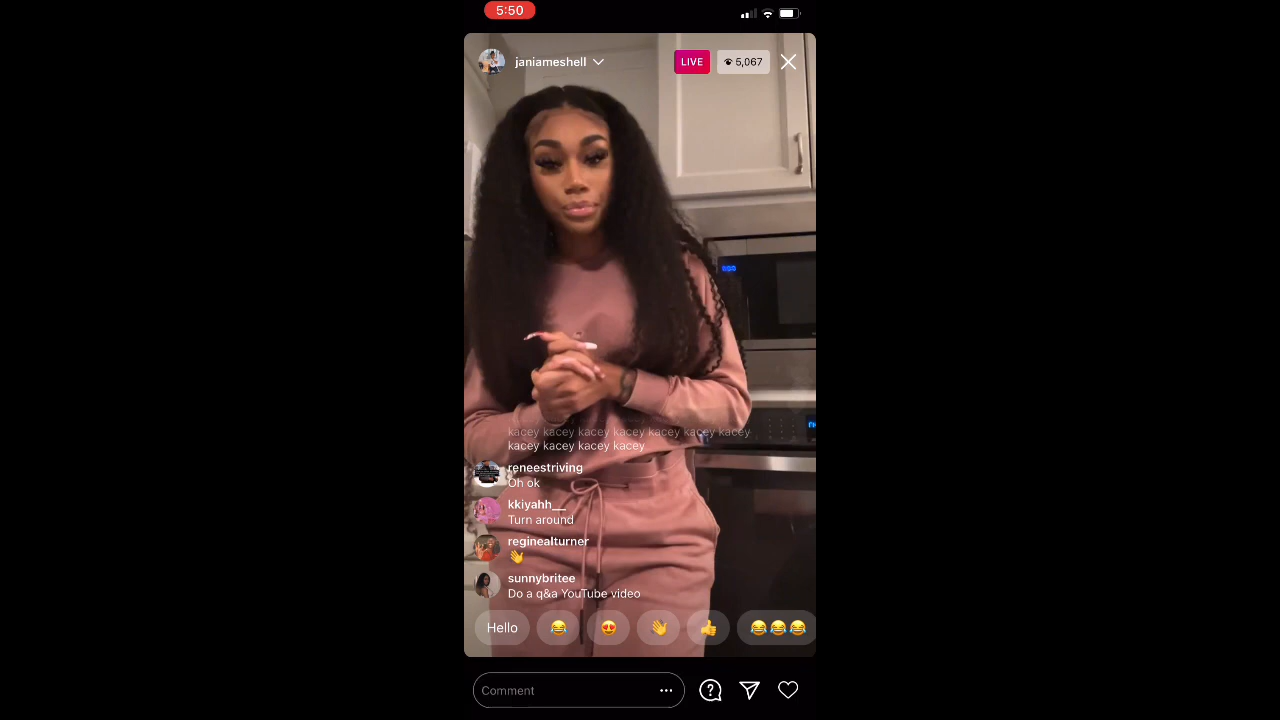 5:50
janiameshell
LIVE
5,067
kacey kacey kacey kacey kacey kacey kacey
kacey kacey kacey kacey
reneestriving
Oh ok
kkiyahh__
Turn around
reginealturner
👋
sunnybritee
Do a q&a YouTube video
Hello 😂 😍 👋 👍 😂😂😂
Comment